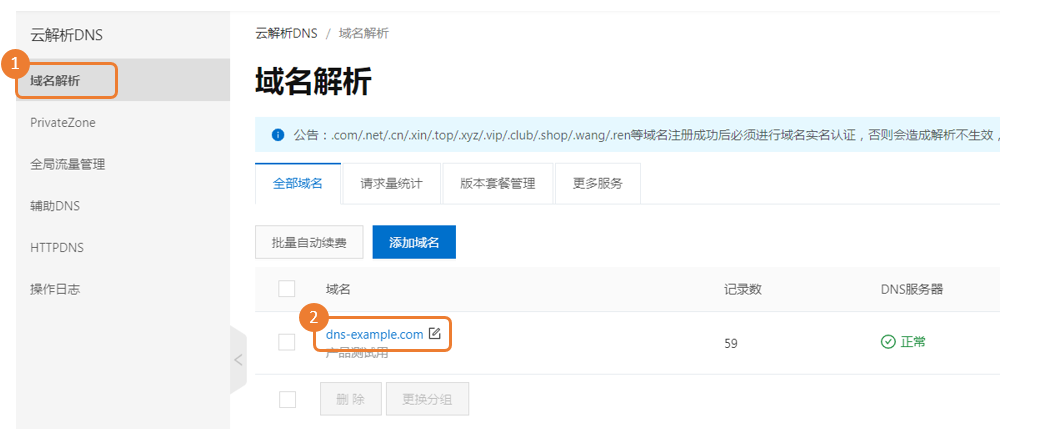 云解析DNS
1
域名解析
PrivateZone
全局流量管理
辅助DNS
HTTPDNS
操作日志
云解析DNS / 域名解析
域名解析
公告：.com/.net/.cn/.xin/.top/.xyz/.vip/.club/.shop/.wang/.ren等域名注册成功后必须进行域名实名认证，否则会造成解析不生效，
全部域名 请求量统计 版本套餐管理 更多服务
批量自动续费 添加域名
域名 记录数 DNS服务器
2
dns-example.com 59 正常
产品测试用
删除 更换分组